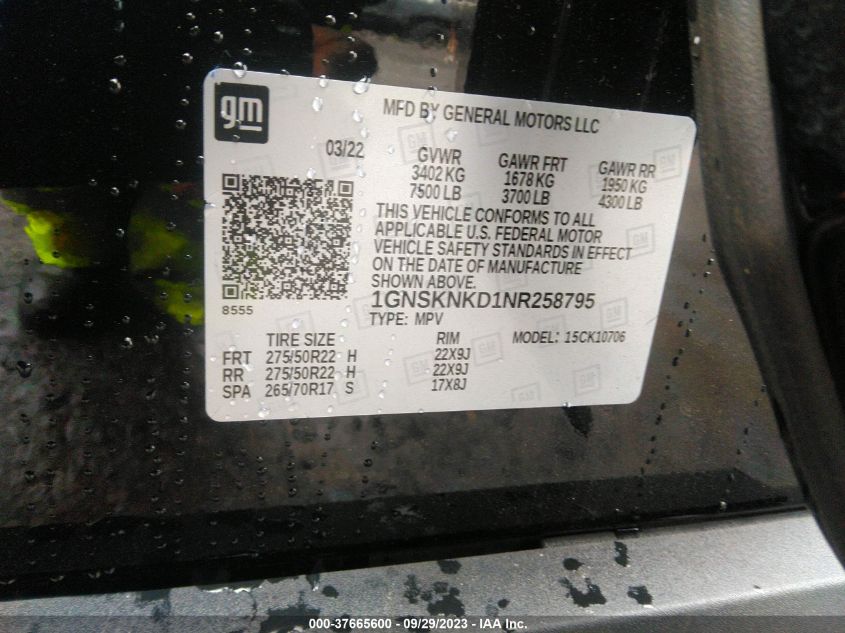 gm
MFD BY GENERAL MOTORS LLC
03/22 GVWR GAWR FRT GAWR RR
3402 KG 1678 KG 1950 KG
7500 LB 3700 LB 4300 LB
THIS VEHICLE CONFORMS TO ALL
APPLICABLE U.S. FEDERAL MOTOR
VEHICLE SAFETY STANDARDS IN EFFECT
ON THE DATE OF MANUFACTURE
SHOWN ABOVE.
1GNSKNKD1NR258795
8555
TYPE: MPV MODEL: 15CK10706
TIRE SIZE RIM
FRT 275/50R22 H 22X9J
RR 275/50R22 H 22X9J
SPA 265/70R17 S 17X8J
000-37665600 - 09/29/2023 - IAA, Inc.